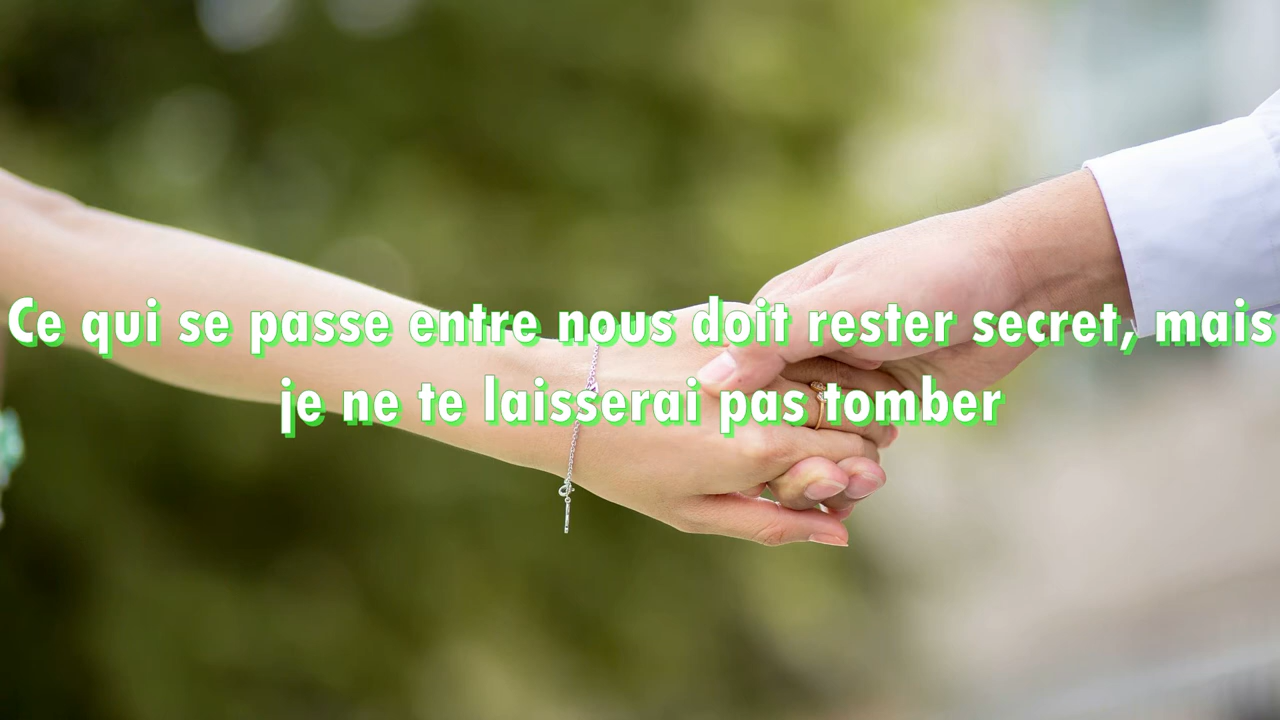 Ce qui se passe entre nous doit rester secret, mais
je ne te laisserai pas tomber